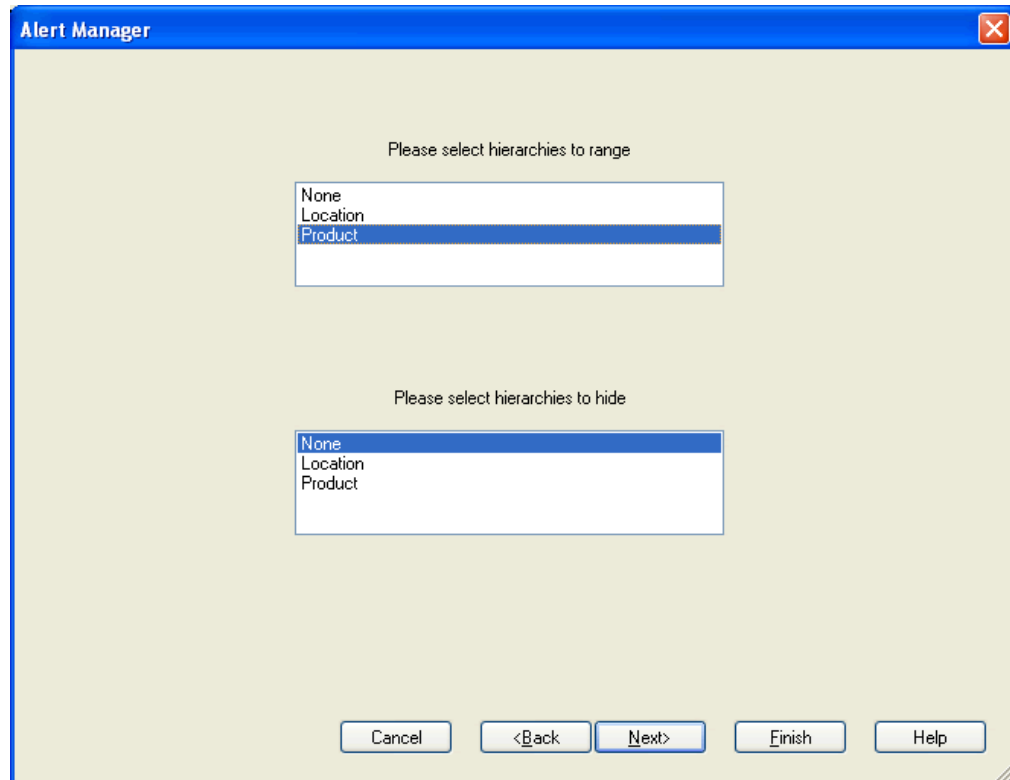 Alert Manager
Please select hierarchies to range
None
Location
Product
Please select hierarchies to hide
None
Location
Product
Cancel
<Back
Next>
Finish
Help